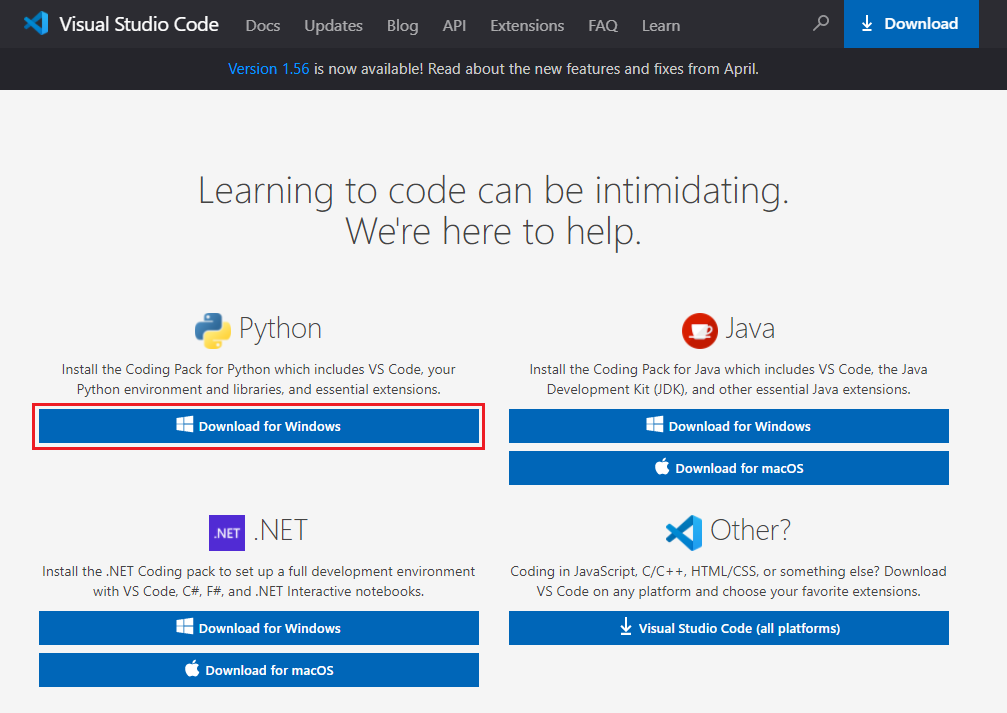 Visual Studio Code Docs Updates Blog API Extensions FAQ Learn Download
Version 1.56 is now available! Read about the new features and fixes from April.
Learning to code can be intimidating.
We're here to help.
Python
Install the Coding Pack for Python which includes VS Code, your
Python environment and libraries, and essential extensions.
Download for Windows
Java
Install the Coding Pack for Java which includes VS Code, the Java
Development Kit (JDK), and other essential Java extensions.
Download for Windows
Download for macOS
.NET .NET
Install the .NET Coding pack to set up a full development environment
with VS Code, C#, F#, and .NET Interactive notebooks.
Download for Windows
Download for macOS
Other?
Coding in JavaScript, C/C++, HTML/CSS, or something else? Download
VS Code on any platform and choose your favorite extensions.
Visual Studio Code (all platforms)